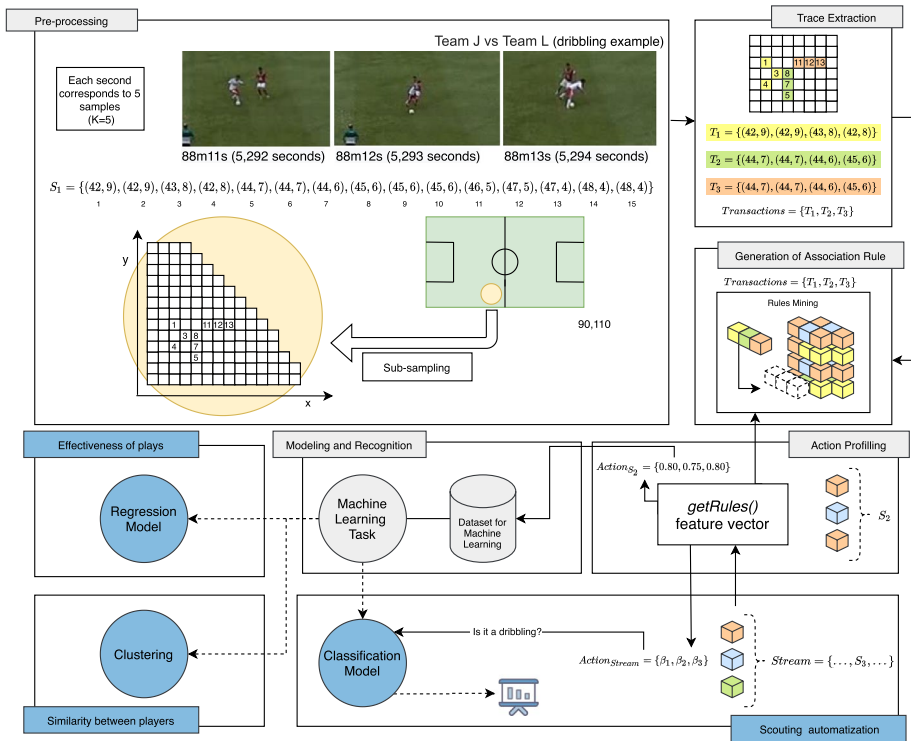 Pre-processing
Team J vs Team L (dribbling example)
Each second
corresponds to 5
samples
(K=5)
88m11s (5,292 seconds)
88m12s (5,293 seconds)
88m13s (5,294 seconds)
S₁ = {(42, 9), (42, 9), (43, 8), (42, 8), (44, 7), (44, 7), (44, 6), (45, 6), (45, 6), (45, 6), (46, 5), (47, 5), (47, 4), (48, 4), (48, 4)}
1 2 3 4 5 6 7 8 9 10 11 12 13 14 15
y
1 11 12 13
3 8
4 7
5
x
90,110
Sub-sampling
Trace Extraction
1 11 12 13
3 8
4 7
5
T₁ = {(42, 9), (42, 9), (43, 8), (42, 8)}
T₂ = {(44, 7), (44, 7), (44, 6), (45, 6)}
T₃ = {(44, 7), (44, 7), (44, 6), (45, 6)}
Transactions = {T₁, T₂, T₃}
Generation of Association Rule
Transactions = {T₁, T₂, T₃}
Rules Mining
Effectiveness of plays
Regression
Model
Modeling and Recognition
Machine
Learning
Task
Dataset for
Machine
Learning
Action Profilling
Action_{S₂} = {0.80, 0.75, 0.80}
getRules()
feature vector
S₂
Clustering
Similarity between players
Classification
Model
Is it a dribbling?
Action_{Stream} = {β₁, β₂, β₃}
Stream = {..., S₃, ...}
Scouting automatization